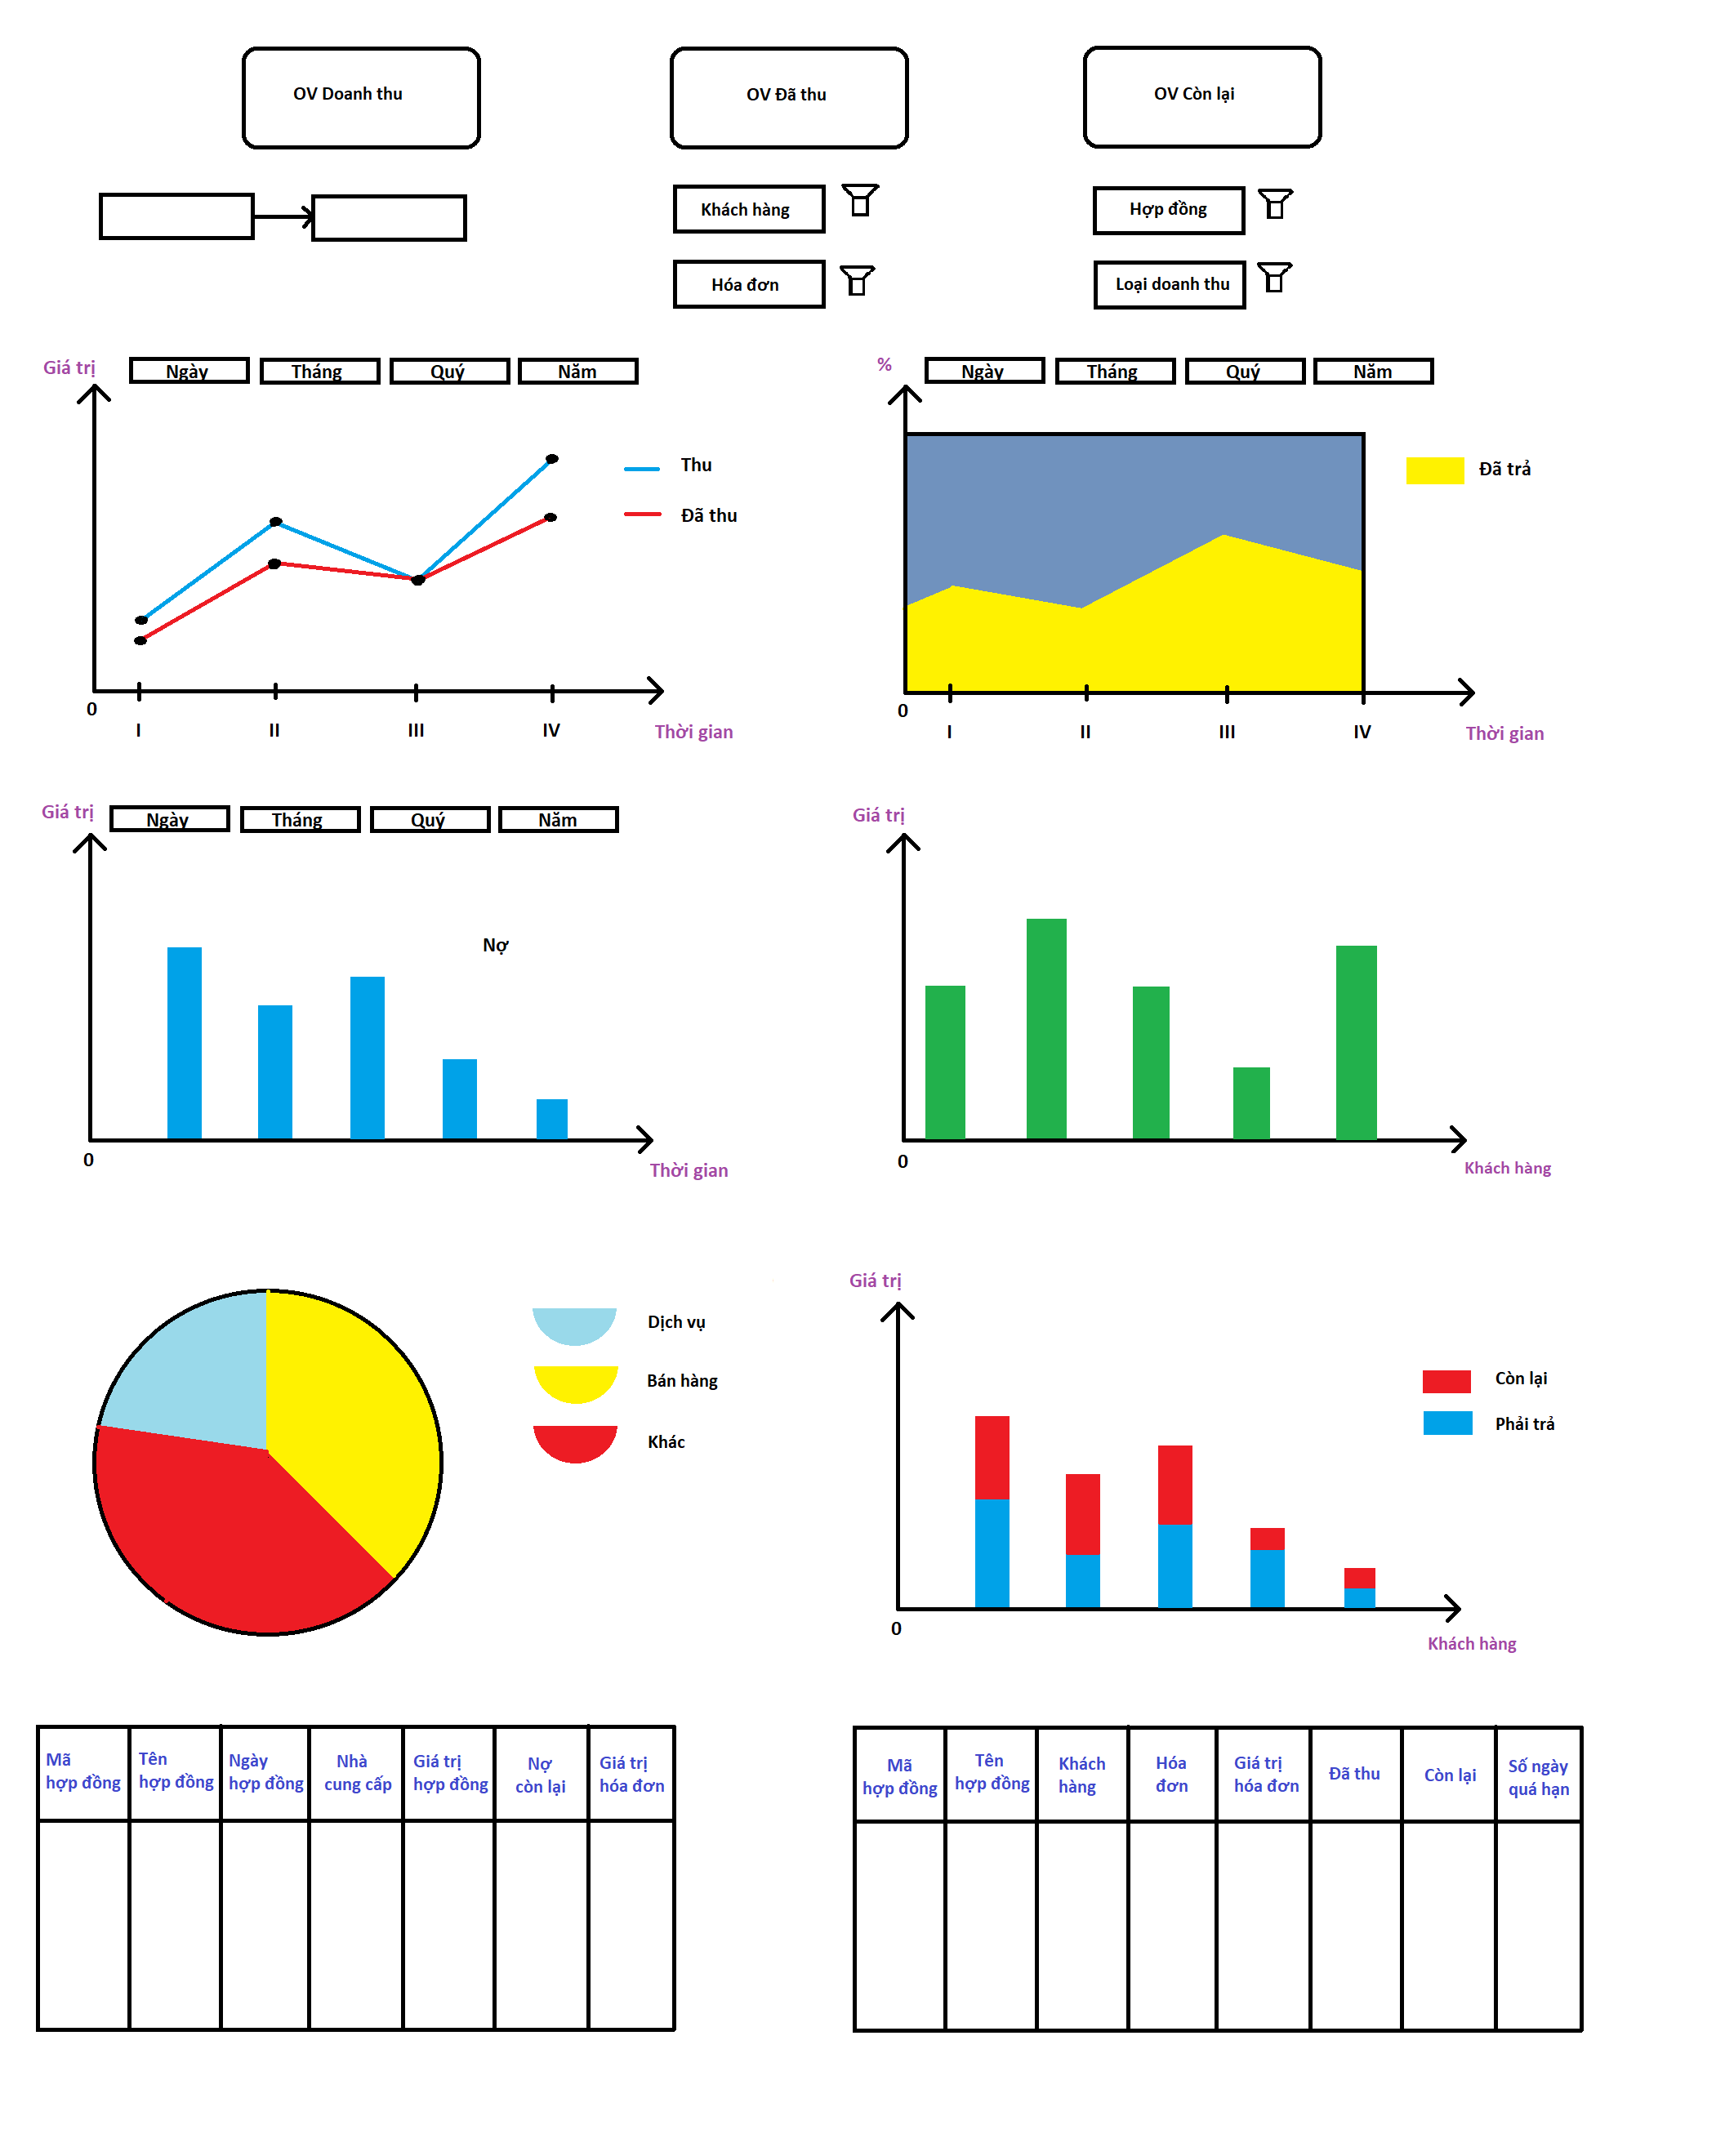 OV Doanh thu
OV Đã thu
OV Còn lại
Khách hàng
Hợp đồng
Hóa đơn
Loại doanh thu
Giá trị
Ngày
Tháng
Quý
Năm
Thu
Đã thu
0
I
II
III
IV
Thời gian
%
Ngày
Tháng
Quý
Năm
Đã trả
0
I
II
III
IV
Thời gian
Giá trị
Ngày
Tháng
Quý
Năm
Nợ
0
Thời gian
Giá trị
0
Khách hàng
Dịch vụ
Bán hàng
Khác
Giá trị
Còn lại
Phải trả
0
Khách hàng
Mã
hợp đồng
Tên
hợp đồng
Ngày
hợp đồng
Nhà
cung cấp
Giá trị
hợp đồng
Nợ
còn lại
Giá trị
hóa đơn
Mã
hợp đồng
Tên
hợp đồng
Khách
hàng
Hóa
đơn
Giá trị
hóa đơn
Đã thu
Còn lại
Số ngày
quá hạn